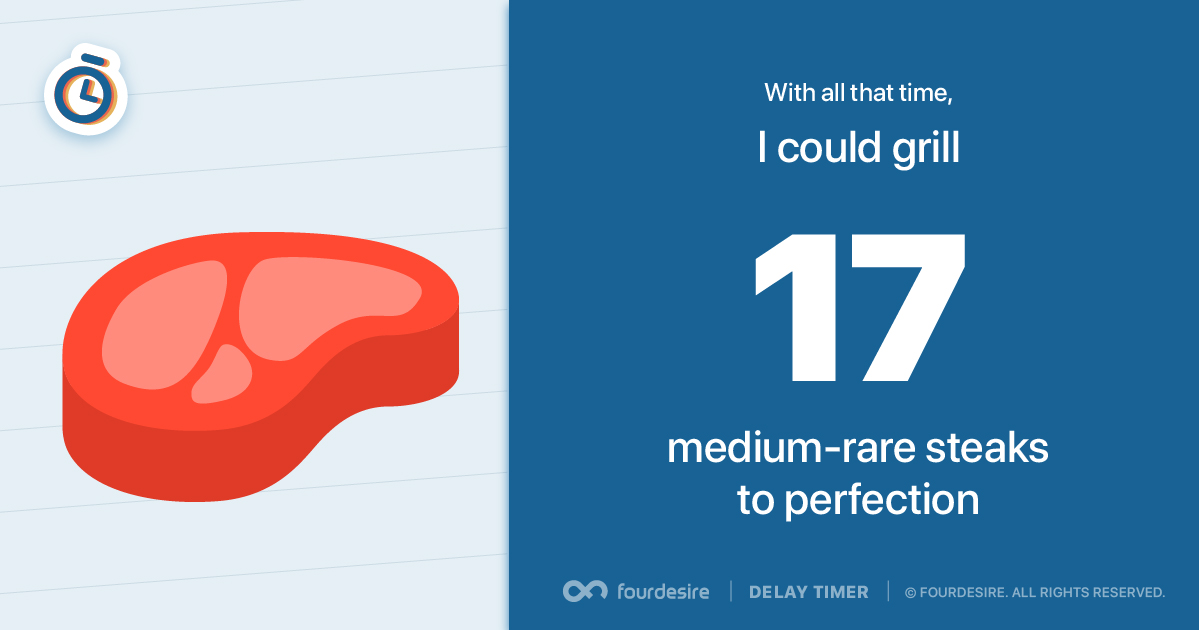 With all that time,
I could grill
17
medium-rare steaks
to perfection
fourdesire | DELAY TIMER | © FOURDESIRE. ALL RIGHTS RESERVED.